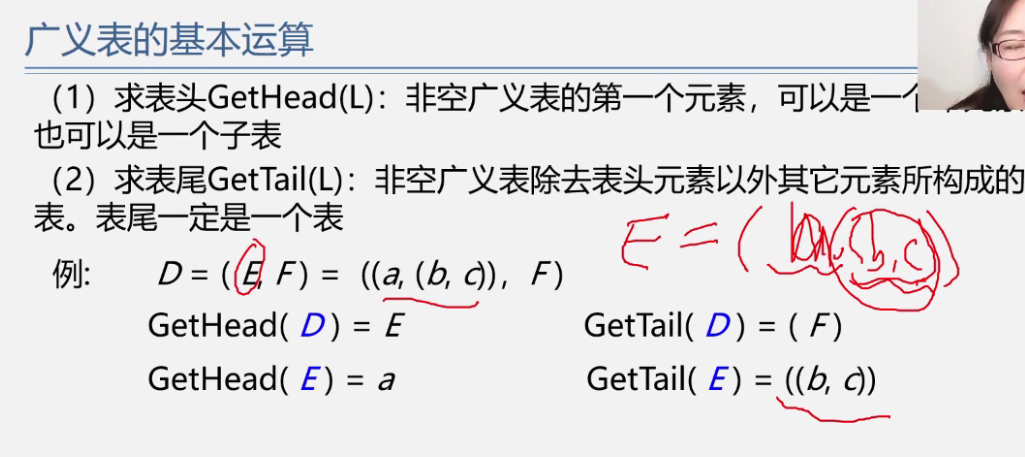 广义表的基本运算
（1）求表头GetHead(L)：非空广义表的第一个元素，可以是一个
也可以是一个子表
（2）求表尾GetTail(L)：非空广义表除去表头元素以外其它元素所构成的
表。表尾一定是一个表
E = ( (b, c) )
例: D = ( E, F ) = ((a, (b, c)), F )
GetHead( D ) = E GetTail( D ) = ( F )
GetHead( E ) = a GetTail( E ) = ((b, c))